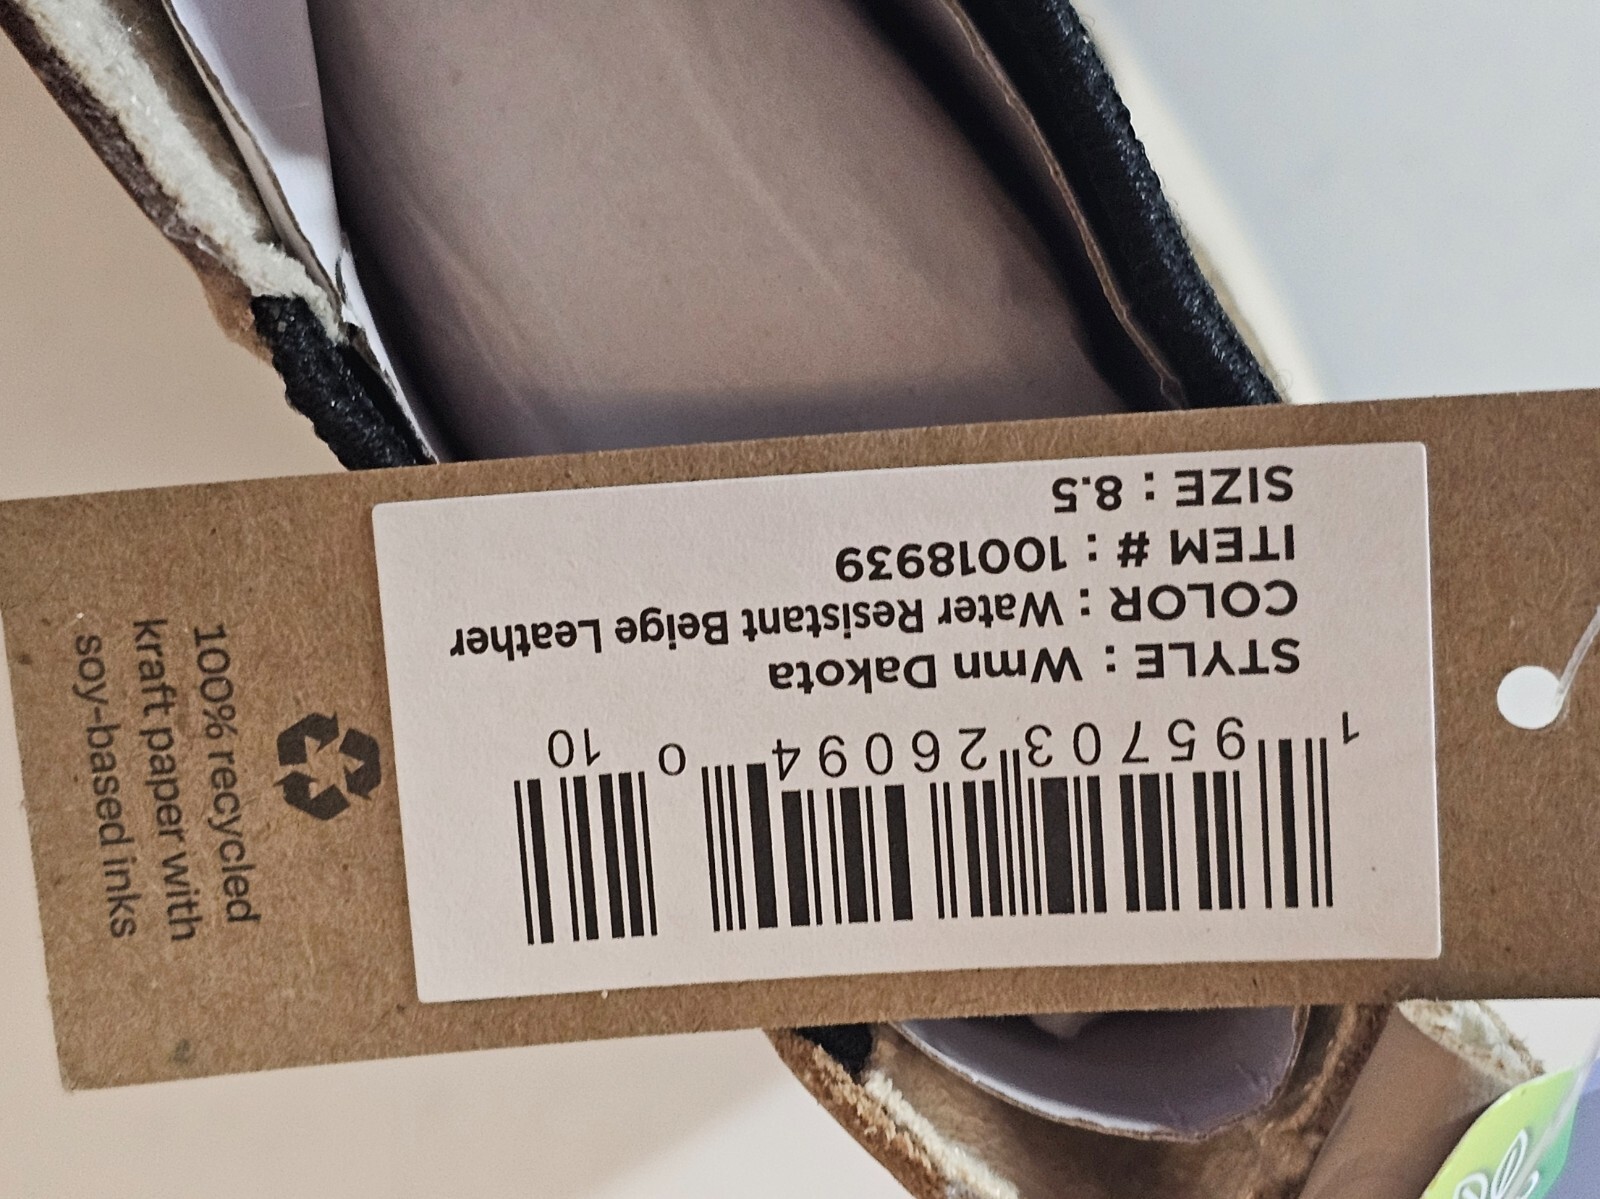 SIZE : 8.5
ITEM # : 10018939
COLOR : Water Resistant Beige Leather
STYLE : Wmn Dakota
1 95703 26094 0 10
100% recycled
kraft paper with
soy-based inks